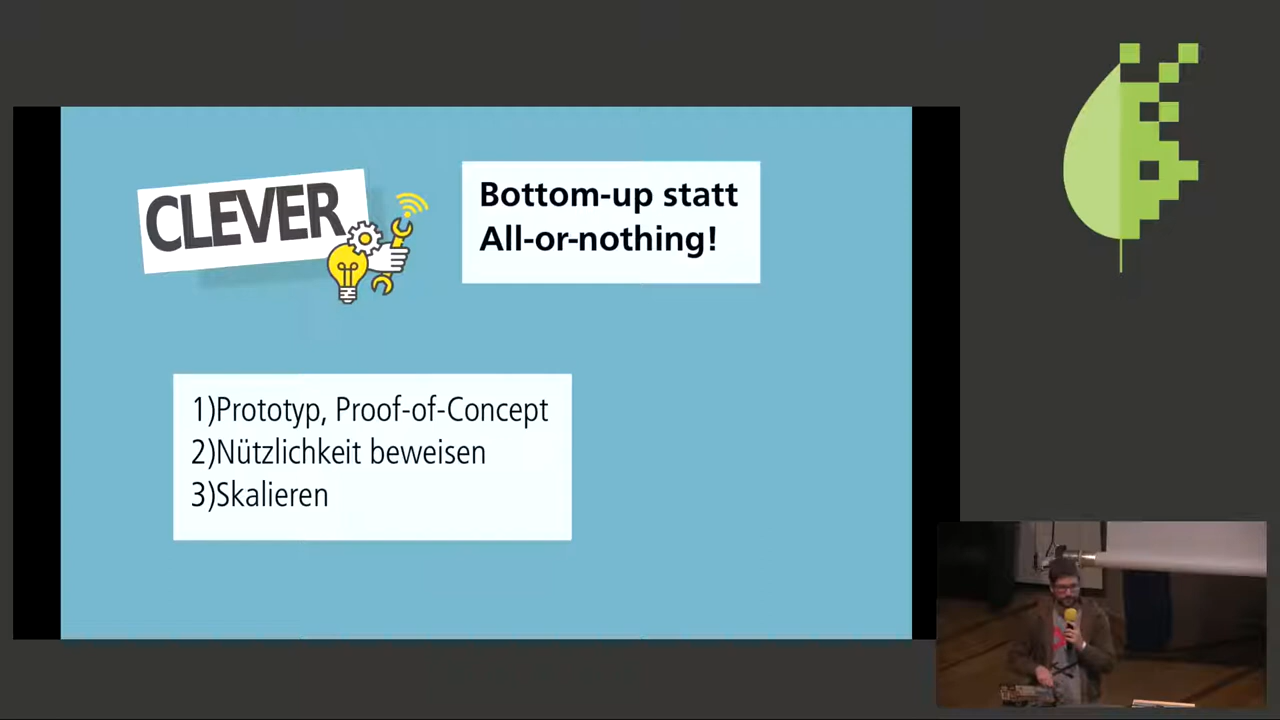 CLEVER
Bottom-up statt
All-or-nothing!
1)Prototyp, Proof-of-Concept
2)Nützlichkeit beweisen
3)Skalieren